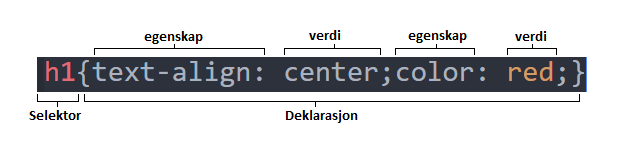 egenskap verdi egenskap verdi
h1{text-align: center;color: red;}
Selektor Deklarasjon